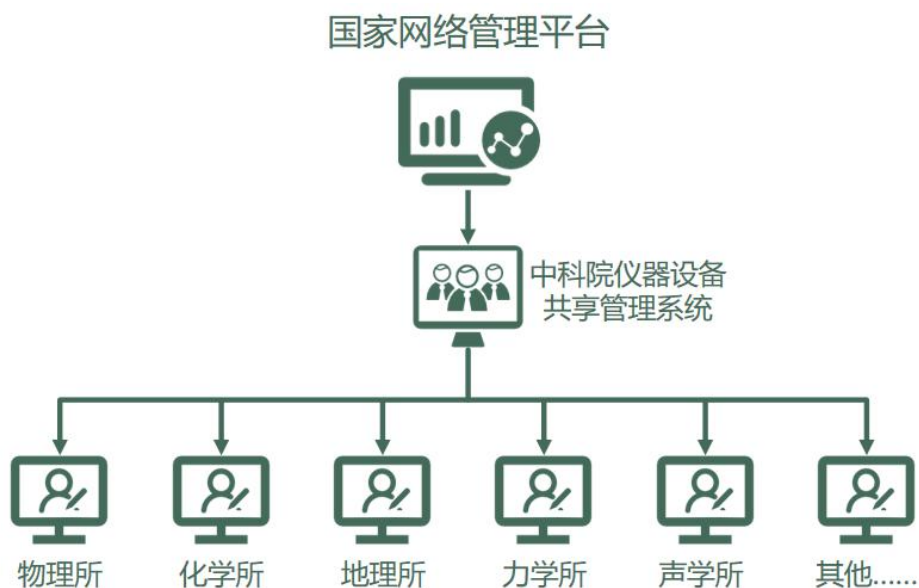 国家网络管理平台
中科院仪器设备
共享管理系统
物理所
化学所
地理所
力学所
声学所
其他......